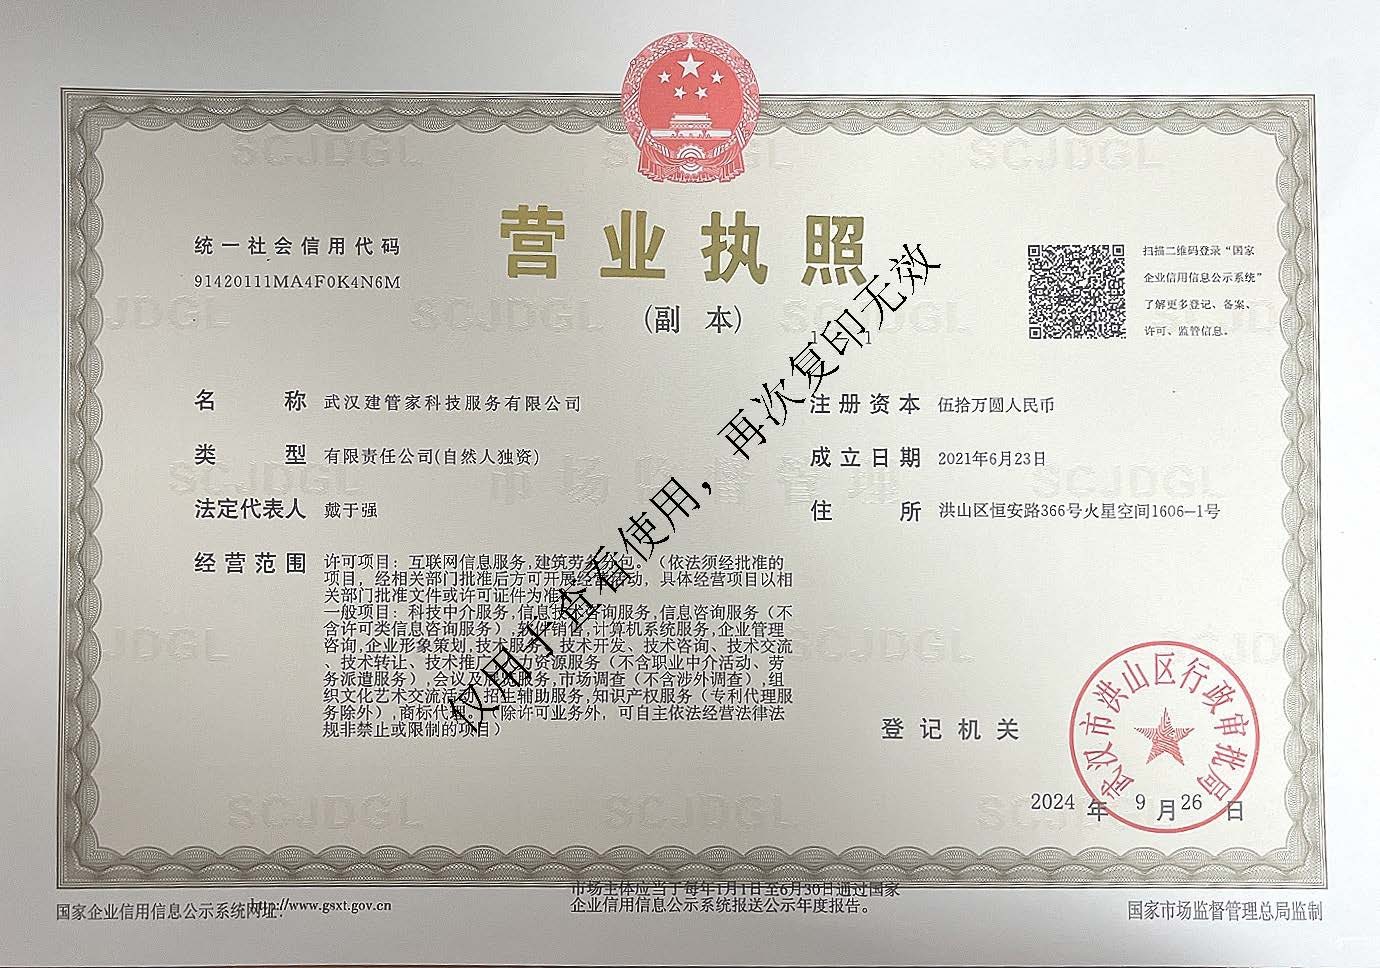 营业执照
(副 本)
1 1
统一社会信用代码
91420111MA4F0K4N6M
扫描二维码登录“国家
企业信用信息公示系统”
了解更多登记、备案、
许可、监管信息。
名 称 武汉建管家科技服务有限公司
类 型 有限责任公司(自然人独资)
法定代表人 戴于强
经营范围 许可项目：互联网信息服务,建筑劳务分包。（依法须经批准的
项目，经相关部门批准后方可开展经营活动，具体经营项目以相
关部门批准文件或许可证件为准）
一般项目：科技中介服务,信息技术咨询服务,信息咨询服务（不
含许可类信息咨询服务）,软件销售,计算机系统服务,企业管理
咨询,企业形象策划,技术服务、技术开发、技术咨询、技术交流
、技术转让、技术推广,人力资源服务（不含职业中介活动、劳
务派遣服务）,会议及展览服务,市场调查（不含涉外调查）,组
织文化艺术交流活动,招生辅助服务,知识产权服务（专利代理服
务除外）,商标代理。（除许可业务外，可自主依法经营法律法
规非禁止或限制的项目）
注册资本 伍拾万圆人民币
成立日期 2021年6月23日
住 所 洪山区恒安路366号火星空间1606—1号
仅用于查看使用，再次复印无效
登记机关
武汉市洪山区行政审批局
2024 年 9 月 26 日
国家企业信用信息公示系统网址：http://www.gsxt.gov.cn
市场主体应当于每年1月1日至6月30日通过国家
企业信用信息公示系统报送公示年度报告。
国家市场监督管理总局监制
SCJDGL
市场监督管理